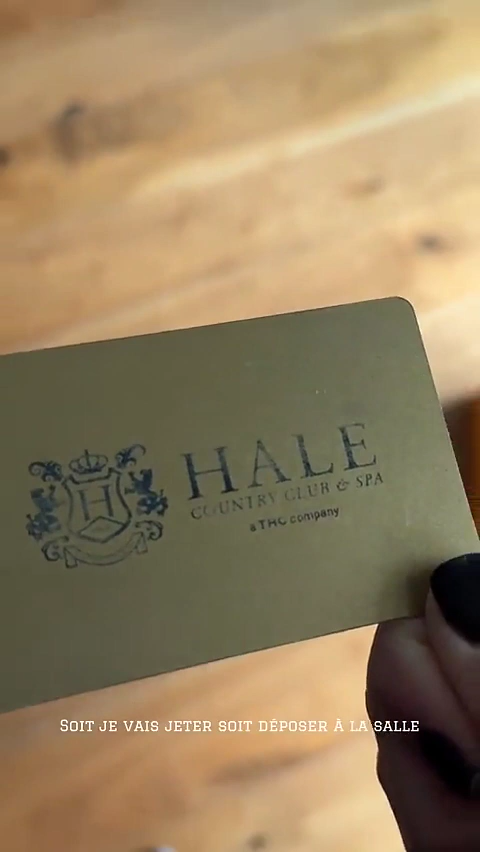 H
HALE
COUNTRY CLUB & SPA
a THC company
Soit je vais jeter soit déposer à la salle